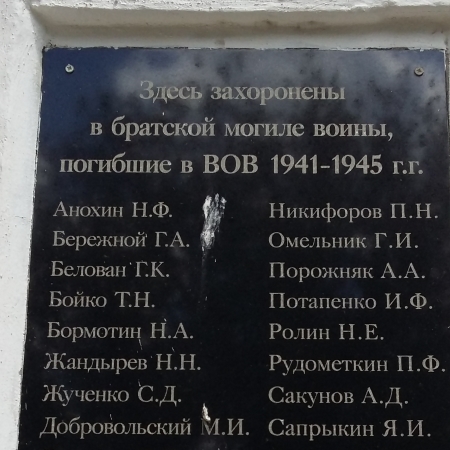 Здесь захоронены
в братской могиле воины,
погибшие в ВОВ 1941-1945 г.г.
Анохин Н.Ф.
Бережной Г.А.
Белован Г.К.
Бойко Т.Н.
Бормотин Н.А.
Жандырев Н.Н.
Жученко С.Д.
Добровольский М.И.
Никифоров П.Н.
Омельник Г.И.
Порожняк А.А.
Потапенко И.Ф.
Ролин Н.Е.
Рудометкин П.Ф.
Сакунов А.Д.
Сапрыкин Я.И.